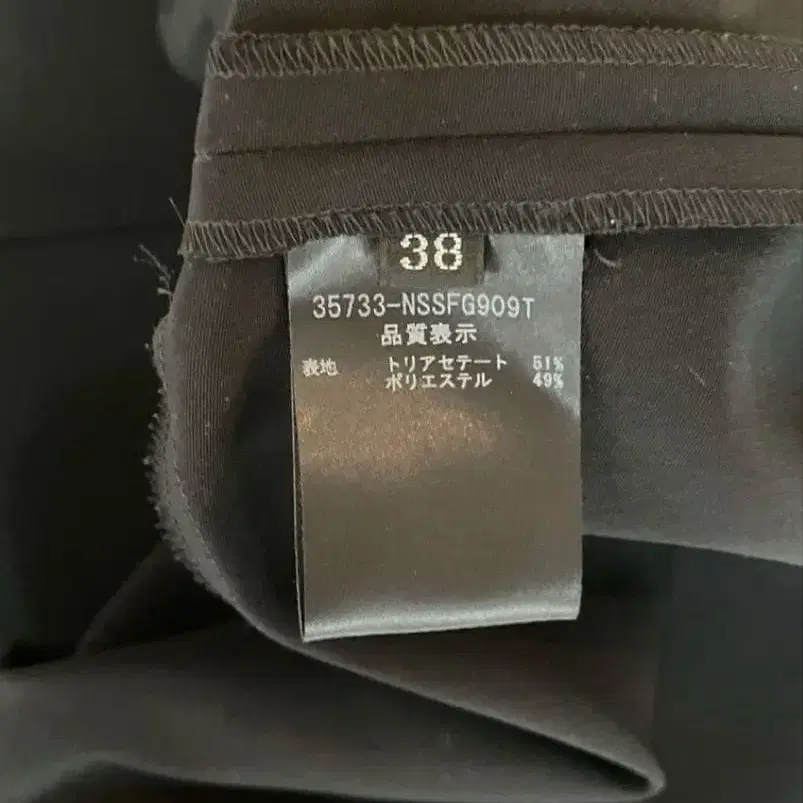 38
35733-NSSFG909T
品質表示
表地 トリアセテート 51%
ポリエステル 49%